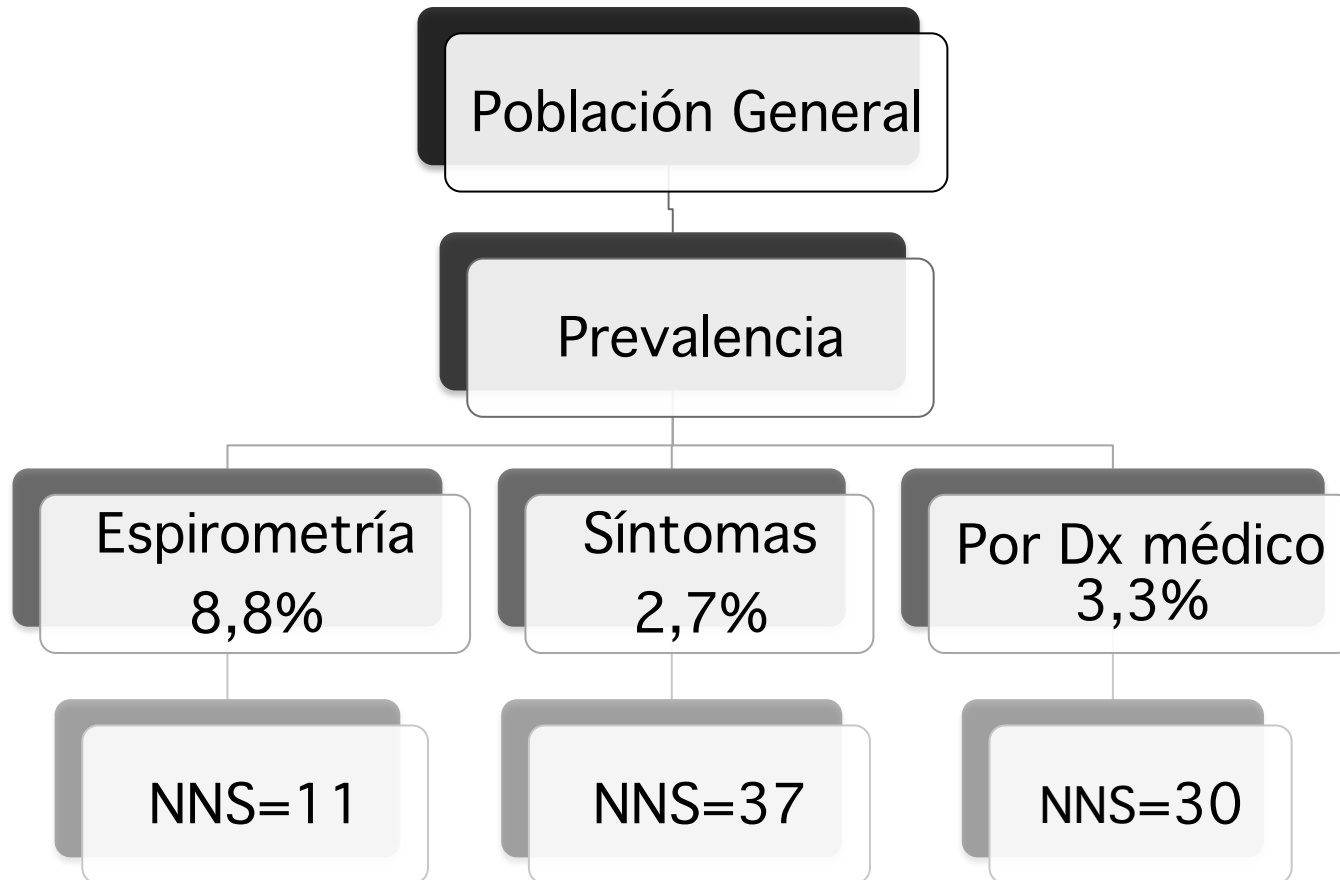 Población General
Prevalencia
Espirometría
8,8%
Síntomas
2,7%
Por Dx médico
3,3%
NNS=11
NNS=37
NNS=30